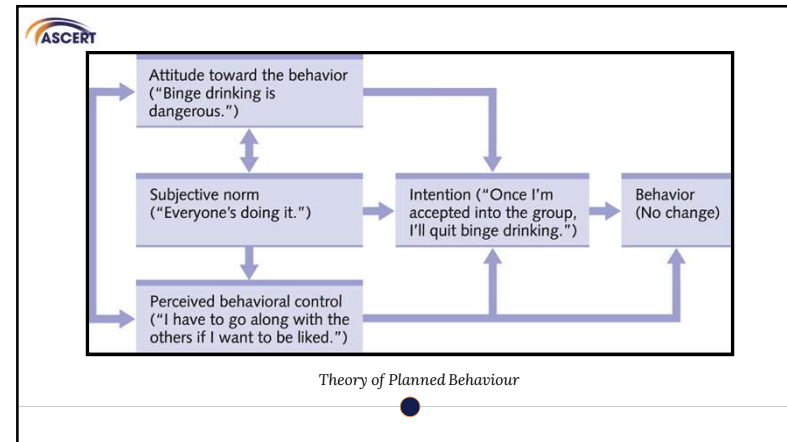 ASCERT
Attitude toward the behavior
(“Binge drinking is
dangerous.”)
Subjective norm
(“Everyone’s doing it.”)
Intention (“Once I’m
accepted into the group,
I’ll quit binge drinking.”)
Behavior
(No change)
Perceived behavioral control
(“I have to go along with the
others if I want to be liked.”)
Theory of Planned Behaviour